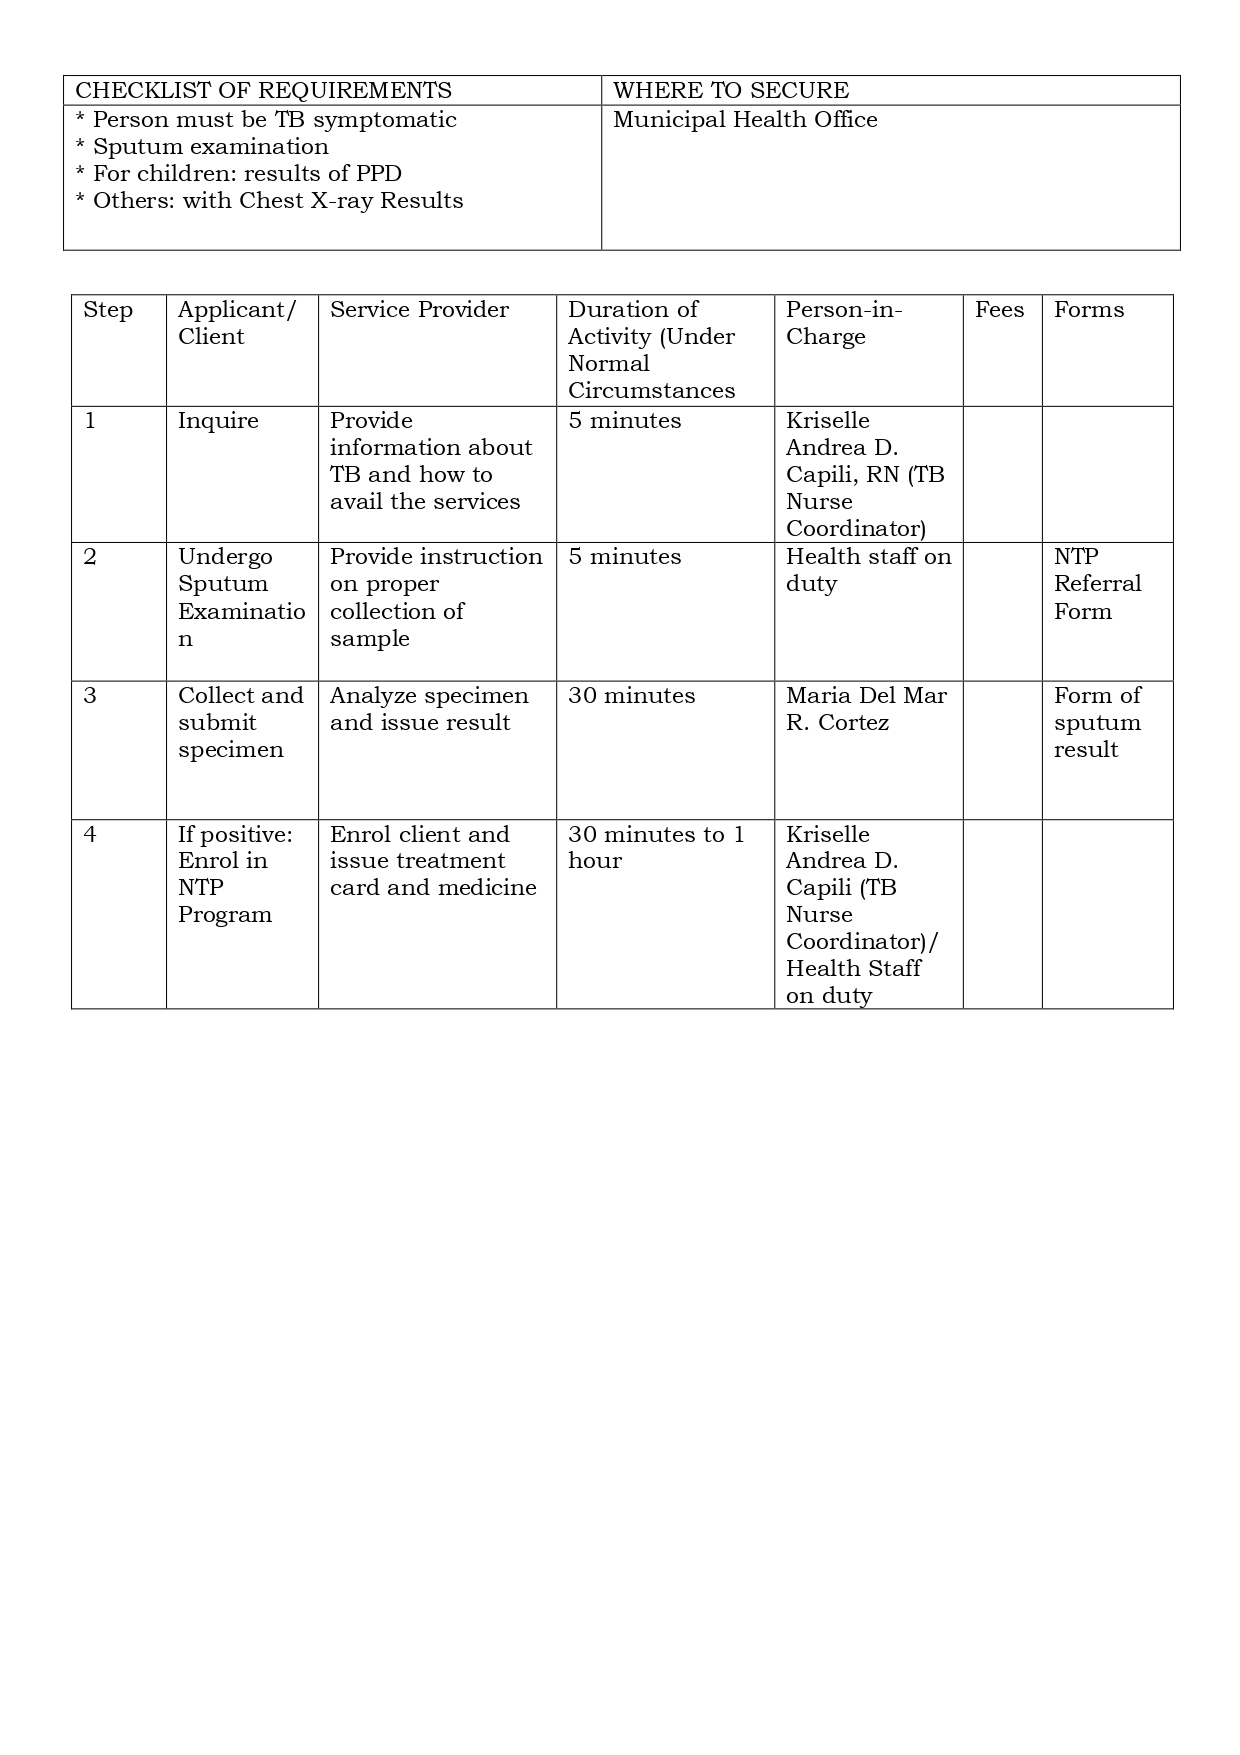 CHECKLIST OF REQUIREMENTS
WHERE TO SECURE
* Person must be TB symptomatic
* Sputum examination
* For children: results of PPD
* Others: with Chest X-ray Results
Municipal Health Office
Step
Applicant/
Client
Service Provider
Duration of
Activity (Under
Normal
Circumstances
Person-in-
Charge
Fees
Forms
1
Inquire
Provide
information about
TB and how to
avail the services
5 minutes
Kriselle
Andrea D.
Capili, RN (TB
Nurse
Coordinator)
2
Undergo
Sputum
Examinatio
n
Provide instruction
on proper
collection of
sample
5 minutes
Health staff on
duty
NTP
Referral
Form
3
Collect and
submit
specimen
Analyze specimen
and issue result
30 minutes
Maria Del Mar
R. Cortez
Form of
sputum
result
4
If positive:
Enrol in
NTP
Program
Enrol client and
issue treatment
card and medicine
30 minutes to 1
hour
Kriselle
Andrea D.
Capili (TB
Nurse
Coordinator)/
Health Staff
on duty